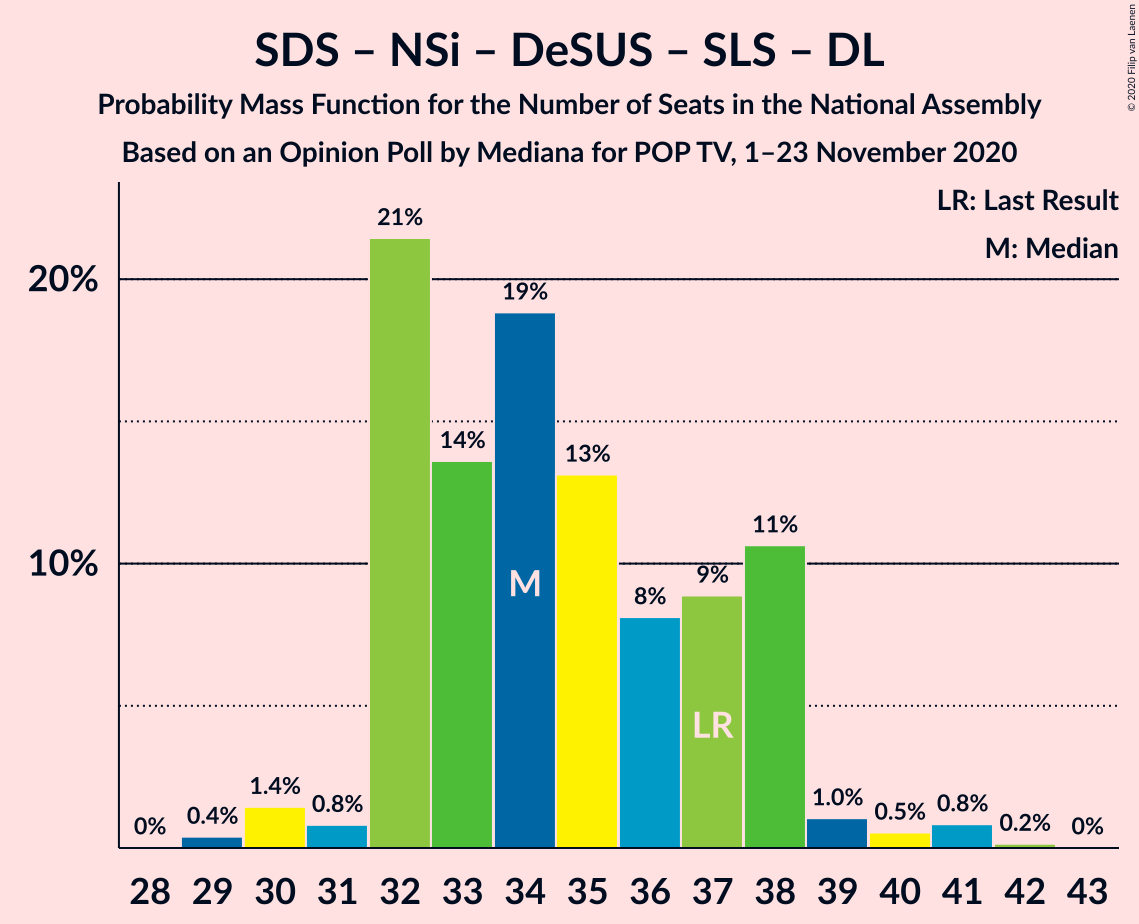 SDS – NSi – DeSUS – SLS – DL
Probability Mass Function for the Number of Seats in the National Assembly
Based on an Opinion Poll by Mediana for POP TV, 1–23 November 2020
© 2020 Filip van Laenen
LR: Last Result
M: Median
20%
10%
0%
0.4%
1.4%
0.8%
21%
14%
19%
13%
8%
9%
11%
1.0%
0.5%
0.8%
0.2%
0%
M
LR
28 29 30 31 32 33 34 35 36 37 38 39 40 41 42 43